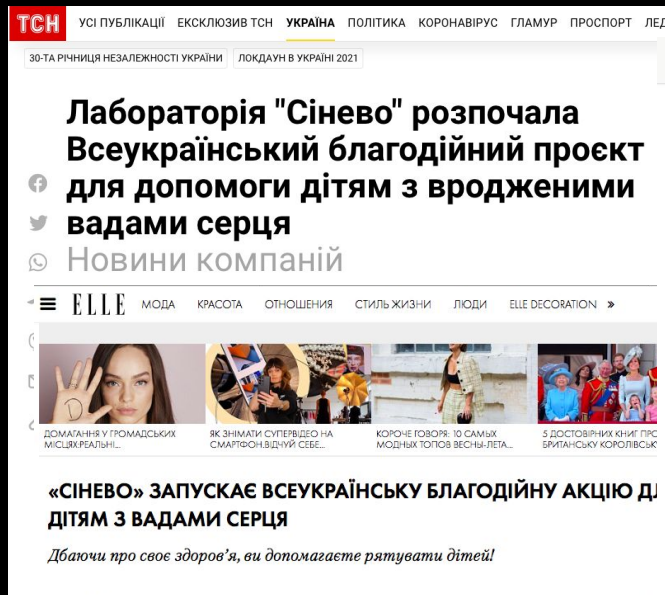 ТСН УСІ ПУБЛІКАЦІЇ ЕКСКЛЮЗИВ ТСН УКРАЇНА ПОЛІТИКА КОРОНАВІРУС ГЛАМУР ПРОСПОРТ ЛЕД
30-ТА РІЧНИЦЯ НЕЗАЛЕЖНОСТІ УКРАЇНИ ЛОКДАУН В УКРАЇНІ 2021
Лабораторія "Сінево" розпочала
Всеукраїнський благодійний проєкт
для допомоги дітям з вродженими
вадами серця
Новини компаній
ELLE МОДА КРАСОТА ОТНОШЕНИЯ СТИЛЬ ЖИЗНИ ЛЮДИ ELLE DECORATION »
D
ДОМАГАННЯ У ГРОМАДСЬКИХ
МІСЦЯХ:РЕАЛЬНІ...
ЯК ЗНІМАТИ СУПЕРВІДЕО НА
СМАРТФОН.ВІДЧУЙ СЕБЕ...
КОРОЧЕ ГОВОРЯ: 10 САМЫХ
МОДНЫХ ТОПОВ ВЕСНЫ-ЛЕТА...
5 ДОСТОВІРНИХ КНИГ ПРО
БРИТАНСЬКУ КОРОЛІВСЬК
«СІНЕВО» ЗАПУСКАЄ ВСЕУКРАЇНСЬКУ БЛАГОДІЙНУ АКЦІЮ ДЛ
ДІТЯМ З ВАДАМИ СЕРЦЯ
Дбаючи про своє здоров’я, ви допомагаєте рятувати дітей!